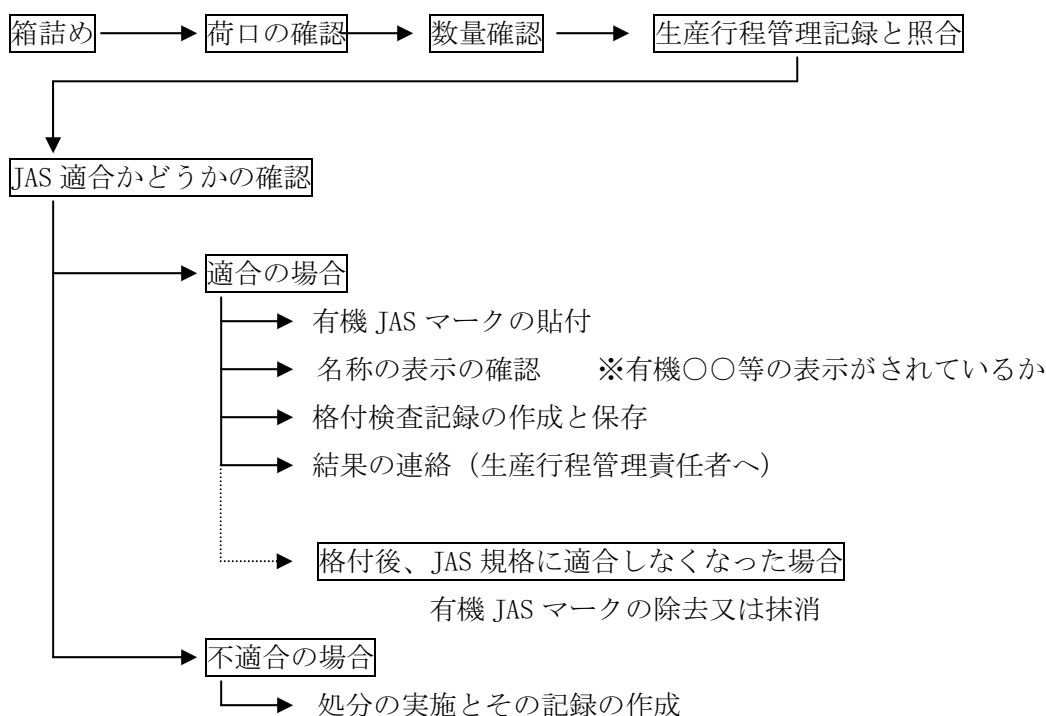 箱詰め 荷口の確認 数量確認 生産行程管理記録と照合
JAS 適合かどうかの確認
適合の場合
有機 JAS マークの貼付
名称の表示の確認 ※有機○○等の表示がされているか
格付検査記録の作成と保存
結果の連絡（生産行程管理責任者へ）
格付後、JAS 規格に適合しなくなった場合
有機 JAS マークの除去又は抹消
不適合の場合
処分の実施とその記録の作成